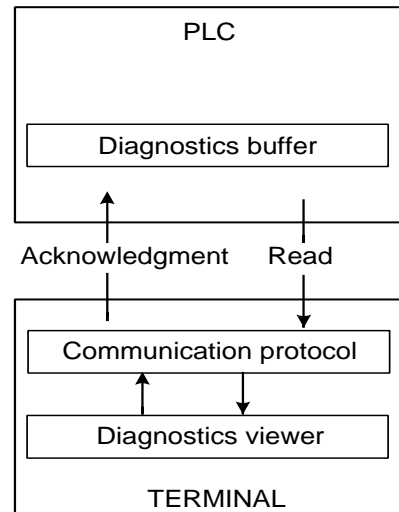 PLC
Diagnostics buffer
Acknowledgment Read
Communication protocol
Diagnostics viewer
TERMINAL